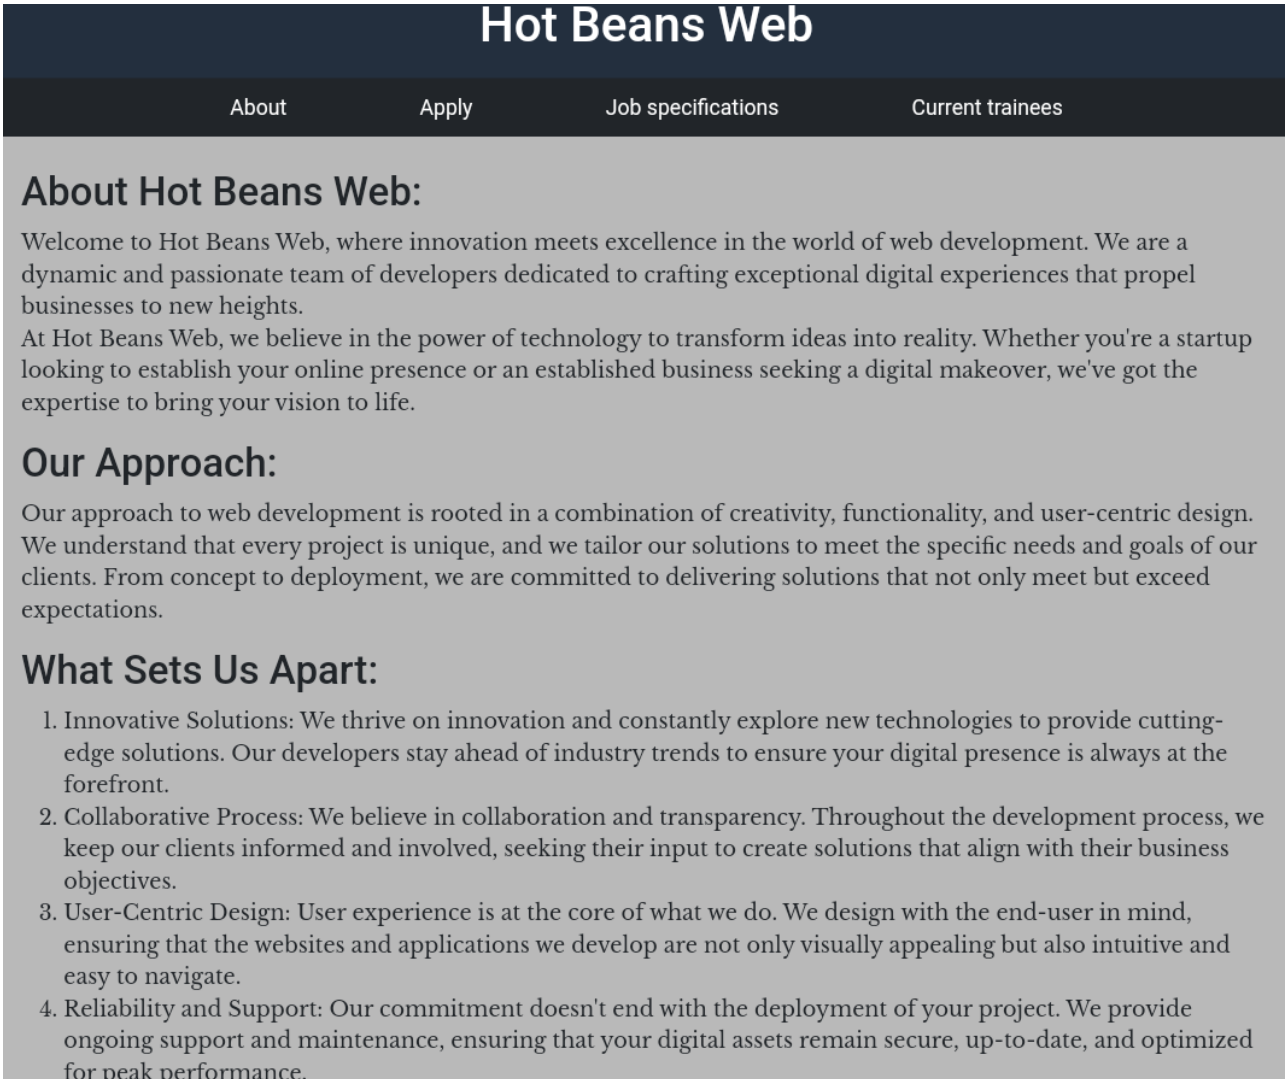 Hot Beans Web
About Apply Job specifications Current trainees
About Hot Beans Web:
Welcome to Hot Beans Web, where innovation meets excellence in the world of web development. We are a
dynamic and passionate team of developers dedicated to crafting exceptional digital experiences that propel
businesses to new heights.
At Hot Beans Web, we believe in the power of technology to transform ideas into reality. Whether you're a startup
looking to establish your online presence or an established business seeking a digital makeover, we've got the
expertise to bring your vision to life.
Our Approach:
Our approach to web development is rooted in a combination of creativity, functionality, and user-centric design.
We understand that every project is unique, and we tailor our solutions to meet the specific needs and goals of our
clients. From concept to deployment, we are committed to delivering solutions that not only meet but exceed
expectations.
What Sets Us Apart:
1. Innovative Solutions: We thrive on innovation and constantly explore new technologies to provide cutting-
edge solutions. Our developers stay ahead of industry trends to ensure your digital presence is always at the
forefront.
2. Collaborative Process: We believe in collaboration and transparency. Throughout the development process, we
keep our clients informed and involved, seeking their input to create solutions that align with their business
objectives.
3. User-Centric Design: User experience is at the core of what we do. We design with the end-user in mind,
ensuring that the websites and applications we develop are not only visually appealing but also intuitive and
easy to navigate.
4. Reliability and Support: Our commitment doesn't end with the deployment of your project. We provide
ongoing support and maintenance, ensuring that your digital assets remain secure, up-to-date, and optimized
for peak performance.